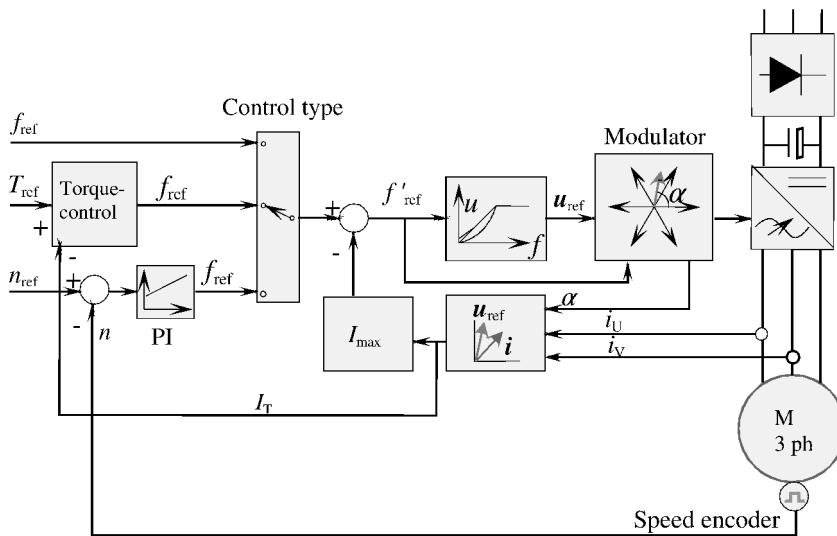 Control type
Modulator
f_ref
T_ref
+
-
Torque-
control
f_ref
n_ref
+
-
n
PI
f_ref
+
-
f'_ref
u
f
u_ref
α
α
I_max
u_ref
i
i_U
i_V
I_T
M
3 ph
Speed encoder